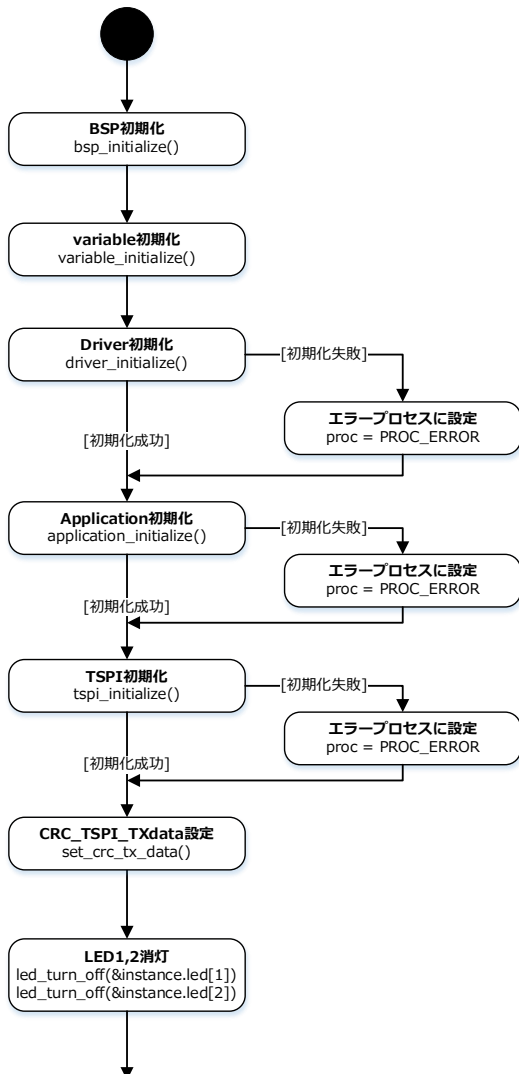 BSP初期化
bsp_initialize()
variable初期化
variable_initialize()
Driver初期化
driver_initialize()
[初期化失敗]
エラープロセスに設定
proc = PROC_ERROR
[初期化成功]
Application初期化
application_initialize()
[初期化失敗]
エラープロセスに設定
proc = PROC_ERROR
[初期化成功]
TSPI初期化
tspi_initialize()
[初期化失敗]
エラープロセスに設定
proc = PROC_ERROR
[初期化成功]
CRC_TSPI_TXdata設定
set_crc_tx_data()
LED1,2消灯
led_turn_off(&instance.led[1])
led_turn_off(&instance.led[2])